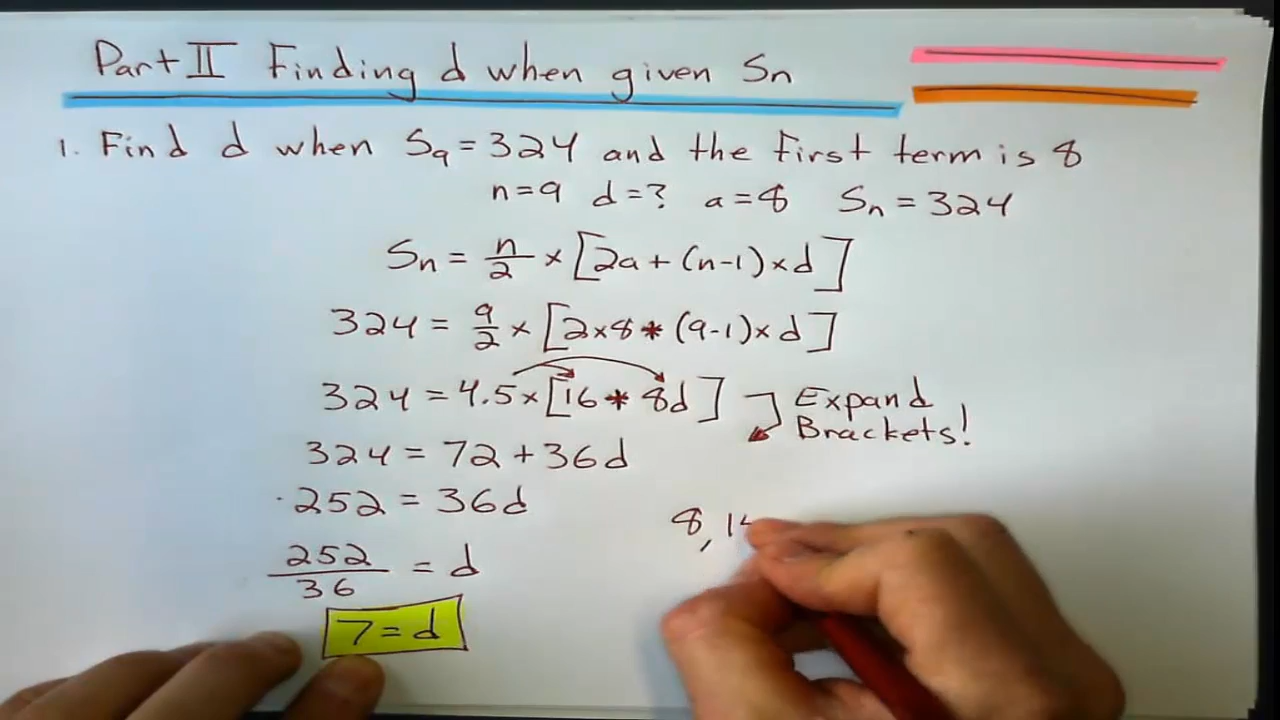 Part II Finding d when given Sn
1. Find d when S9 = 324 and the first term is 8
n=9 d=? a=8 Sn = 324
Sn = n/2 × [2a + (n-1) × d]
324 = 9/2 × [2×8 * (9-1) × d]
324 = 4.5 × [16 * 8d]
Expand
Brackets!
324 = 72 + 36d
252 = 36d
8, 1
252/36 = d
7 = d